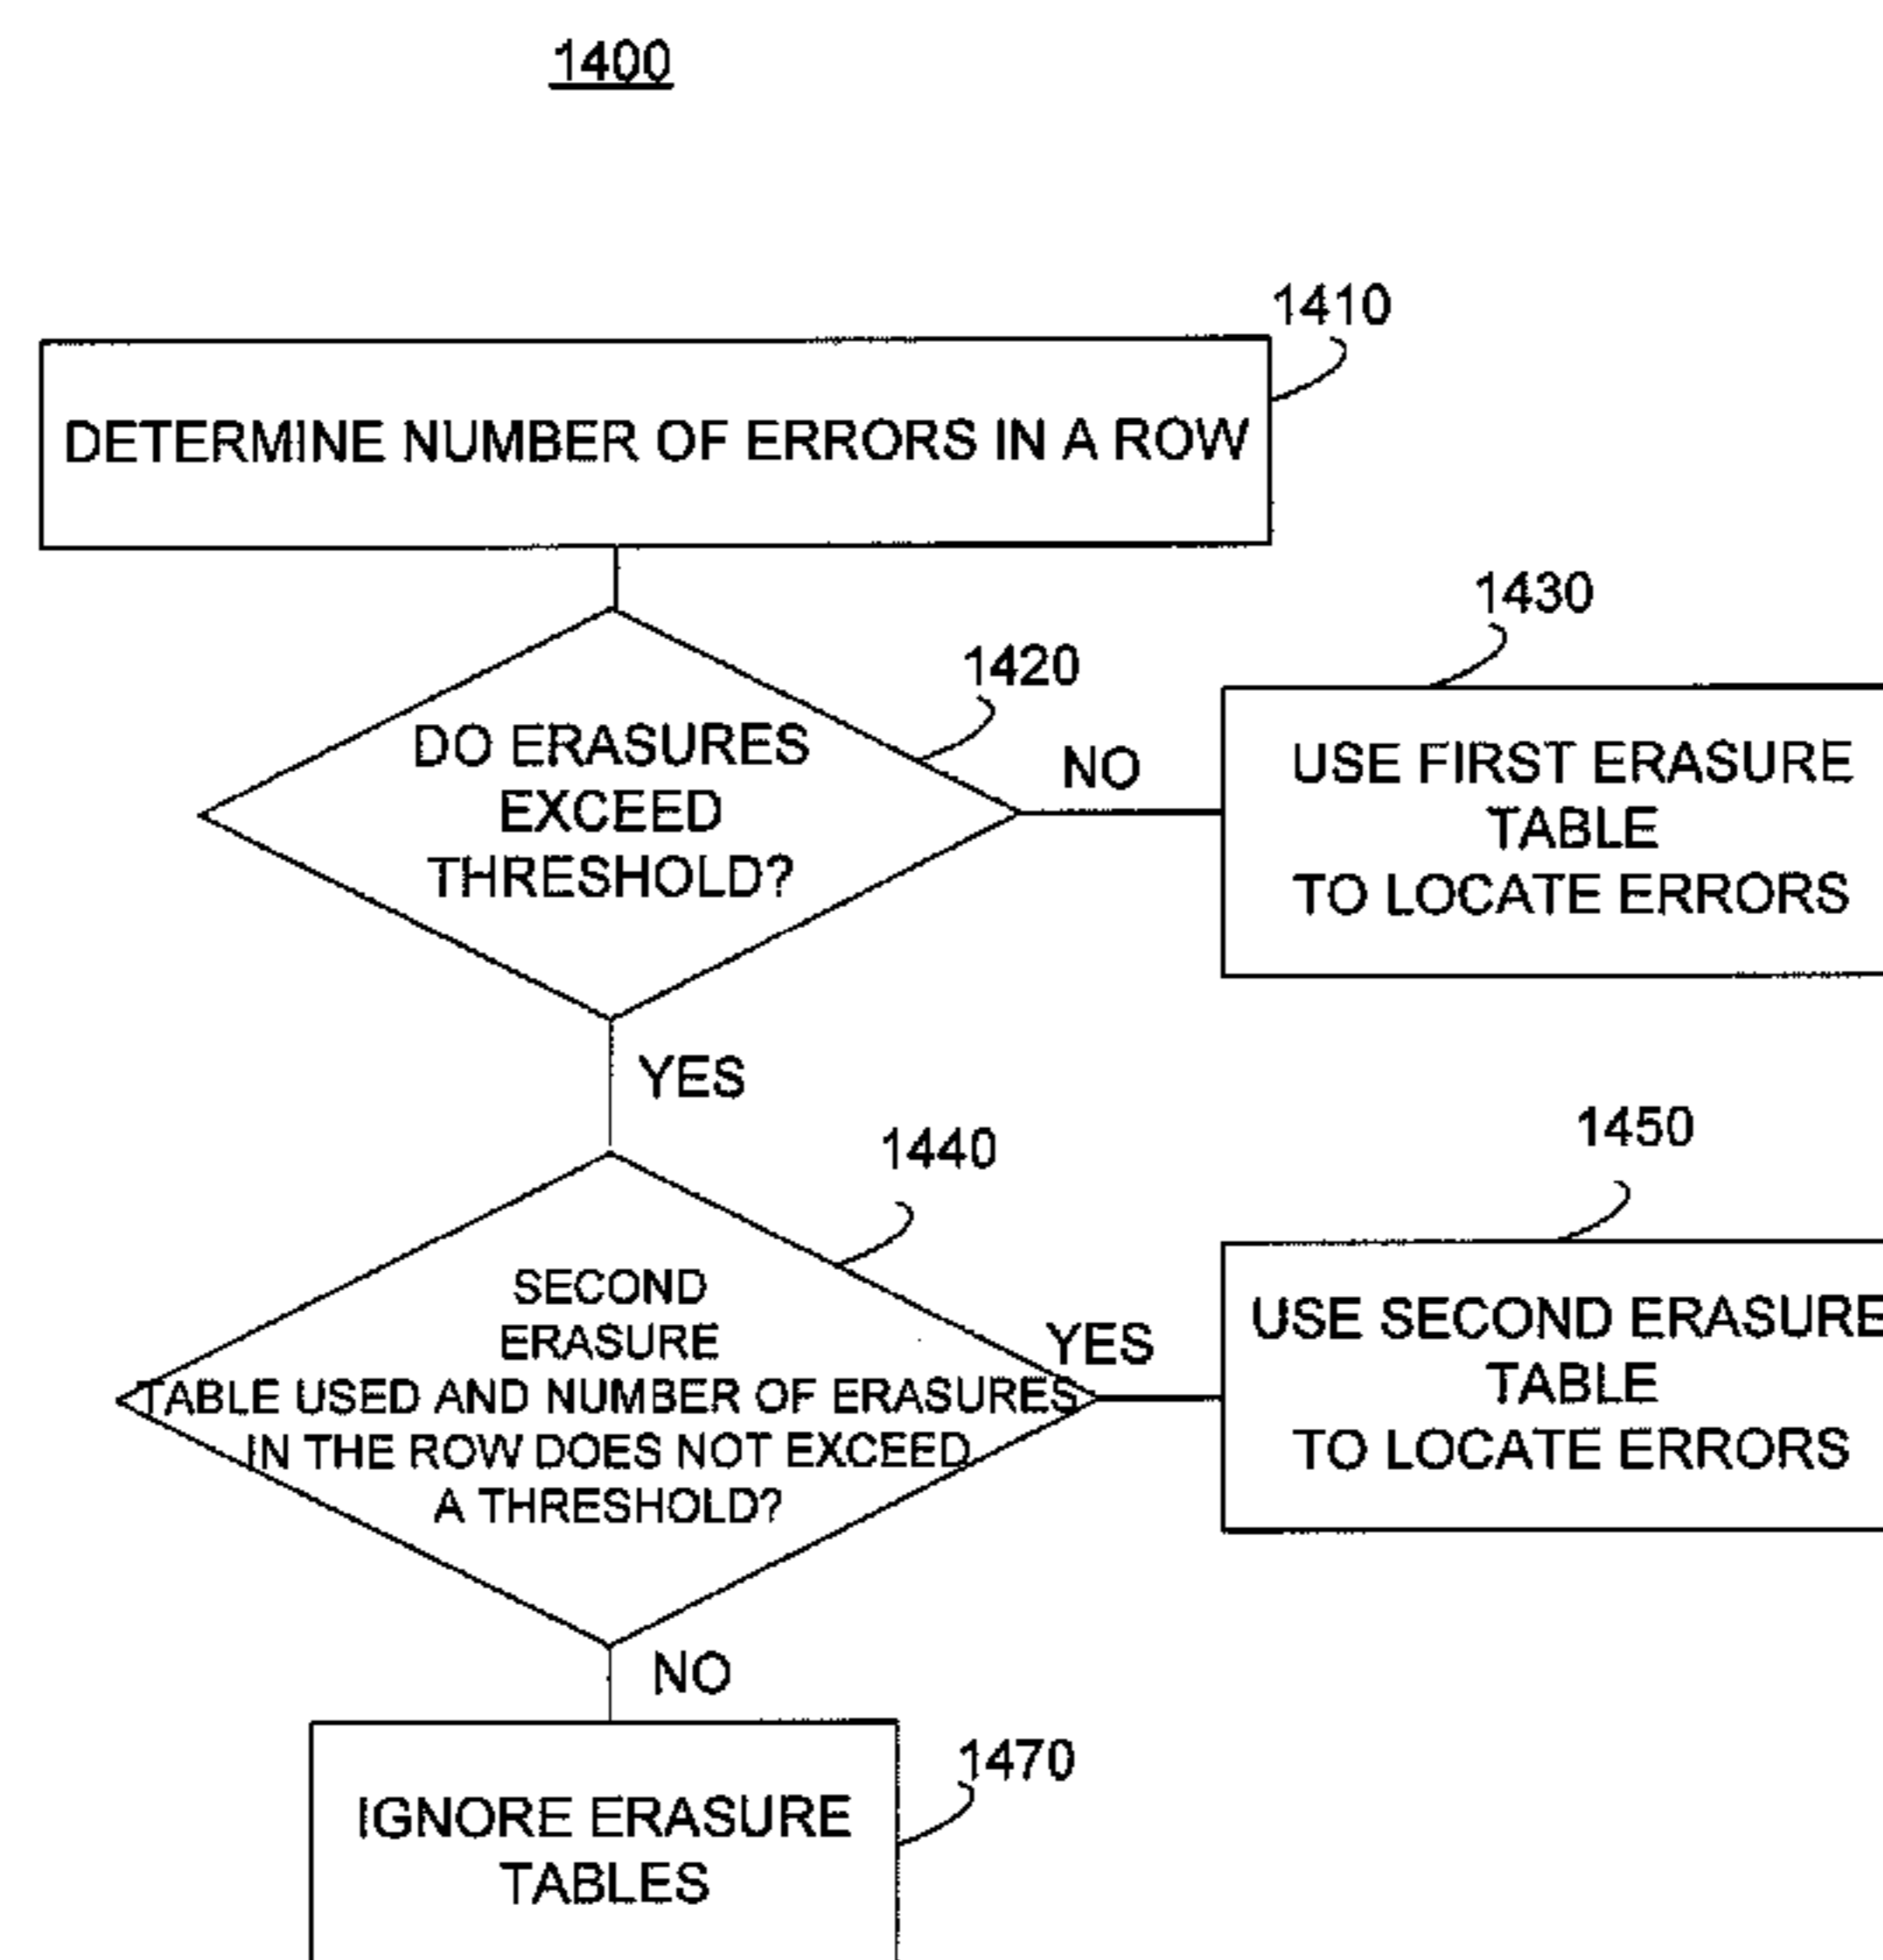 1400
1410
DETERMINE NUMBER OF ERRORS IN A ROW
1420
DO ERASURES
EXCEED
THRESHOLD?
NO
1430
USE FIRST ERASURE
TABLE
TO LOCATE ERRORS
YES
1440
SECOND
ERASURE
TABLE USED AND NUMBER OF ERASURES
IN THE ROW DOES NOT EXCEED
A THRESHOLD?
YES
1450
USE SECOND ERASURE
TABLE
TO LOCATE ERRORS
NO
1470
IGNORE ERASURE
TABLES